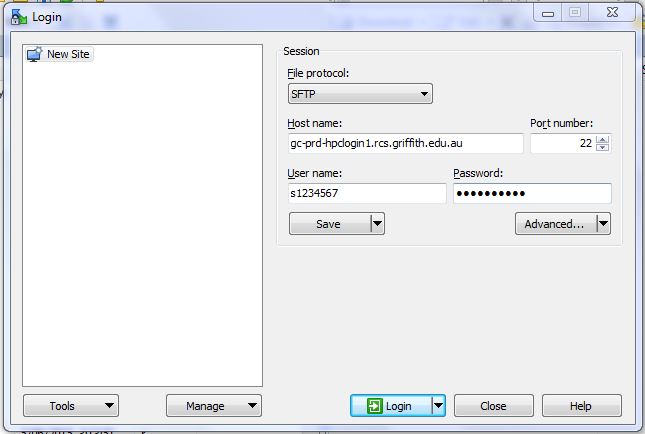 Login
New Site
Session
File protocol:
SFTP
Host name:
Port number:
gc-prd-hpclogin1.rcs.griffith.edu.au
22
User name:
Password:
s1234567
••••••••••
Save
Advanced...
Tools
Manage
Login
Close
Help